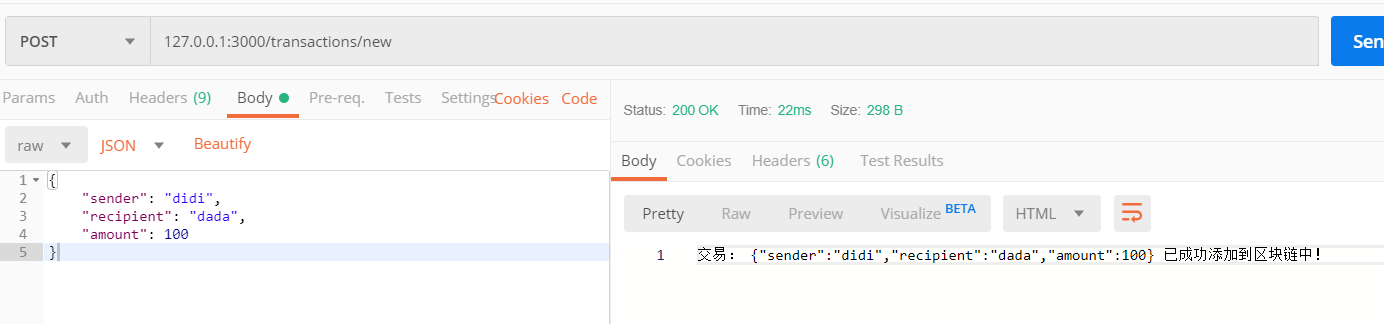 POST 127.0.0.1:3000/transactions/new Sen
Params Auth Headers (9) Body Pre-req. Tests Settings Cookies Code
Status: 200 OK Time: 22ms Size: 298 B
raw JSON Beautify
Body Cookies Headers (6) Test Results
1 {
2 "sender": "didi",
3 "recipient": "dada",
4 "amount": 100
5 }
Pretty Raw Preview Visualize BETA HTML
1 交易： {"sender":"didi","recipient":"dada","amount":100} 已成功添加到区块链中！